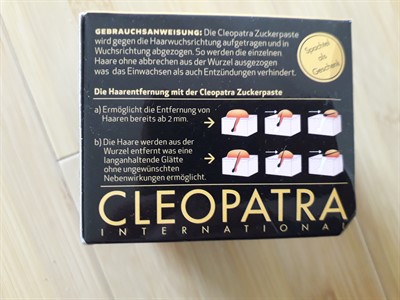 GEBRAUCHSANWEISUNG: Die Cleopatra Zuckerpaste
wird gegen die Haarwuchsrichtung aufgetragen und in
Wuchsrichtung abgezogen. So werden die einzelnen
Haare ohne abbrechen aus der Wurzel ausgezogen
was das Einwachsen als auch Entzündungen verhindert.
Spachtel
als
Geschenk
Die Haarentfernung mit der Cleopatra Zuckerpaste
a) Ermöglicht die Entfernung von
Haaren bereits ab 2 mm.
b) Die Haare werden aus der
Wurzel entfernt was eine
langanhaltende Glätte
ohne ungewünschten
Nebenwirkungen ermöglicht.
CLEOPATRA
INTERNATIONAL